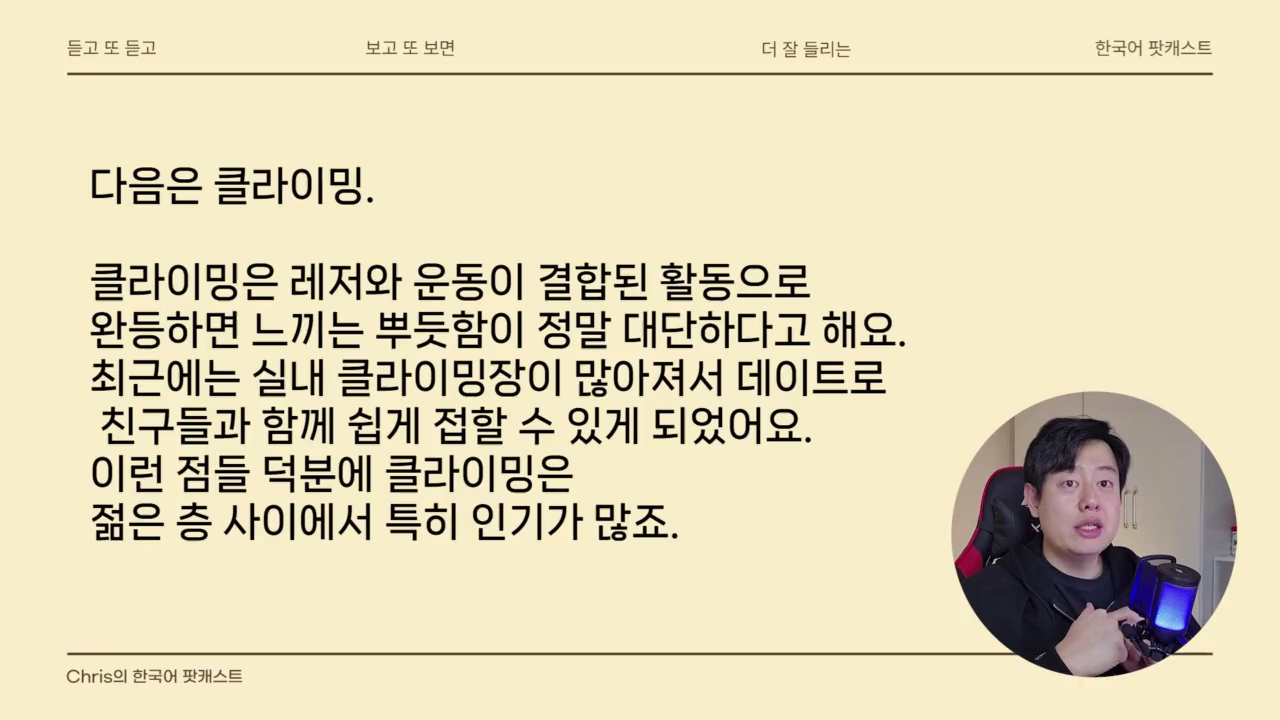 듣고 또 듣고
보고 또 보면
더 잘 들리는
한국어 팟캐스트
다음은 클라이밍.
클라이밍은 레저와 운동이 결합된 활동으로
완등하면 느끼는 뿌듯함이 정말 대단하다고 해요.
최근에는 실내 클라이밍장이 많아져서 데이트로
친구들과 함께 쉽게 접할 수 있게 되었어요.
이런 점들 덕분에 클라이밍은
젊은 층 사이에서 특히 인기가 많죠.
Chris의 한국어 팟캐스트